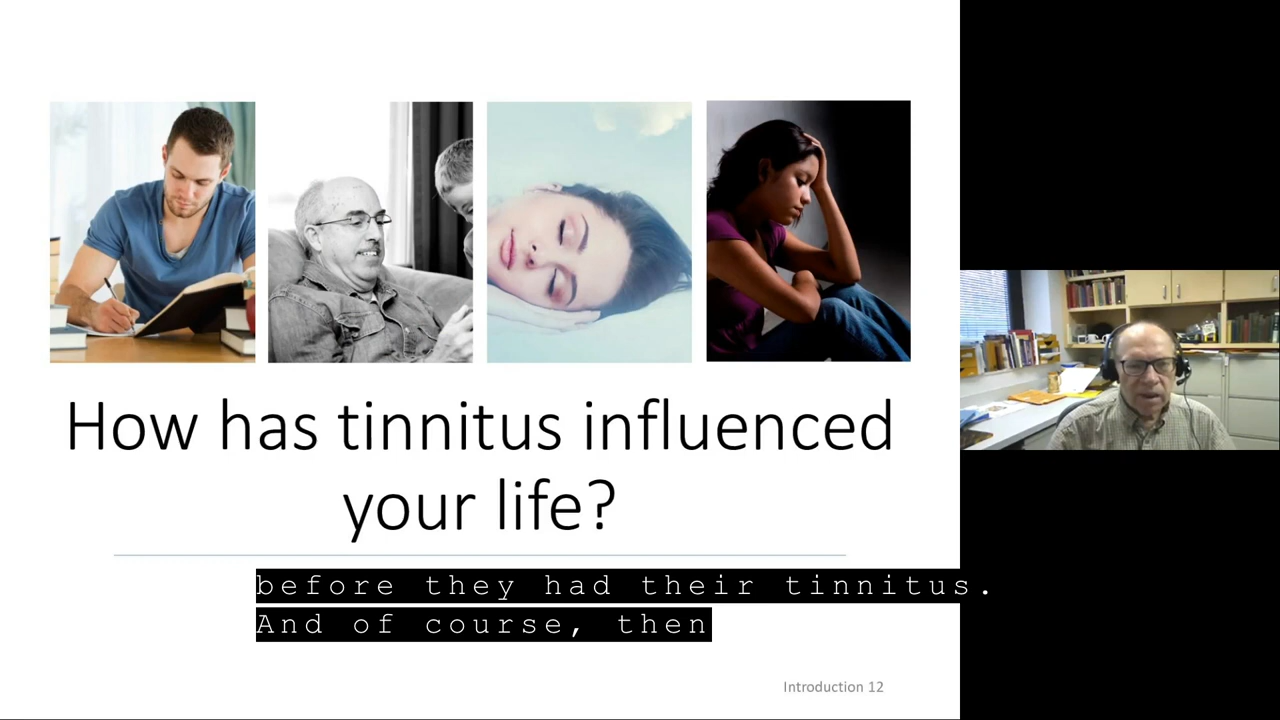 How has tinnitus influenced
your life?
before they had their tinnitus.
And of course, then
Introduction 12